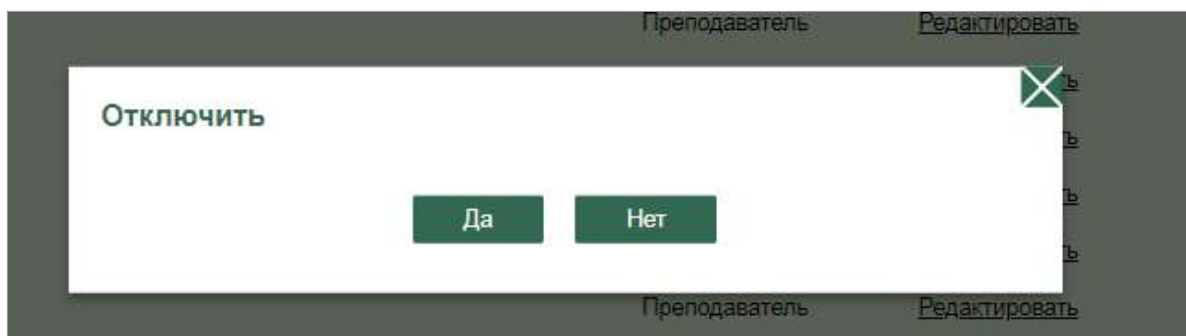 Преподаватель Редактировать
ь
Отключить
ь
ь
Да Нет
ь
Преподаватель Редактировать